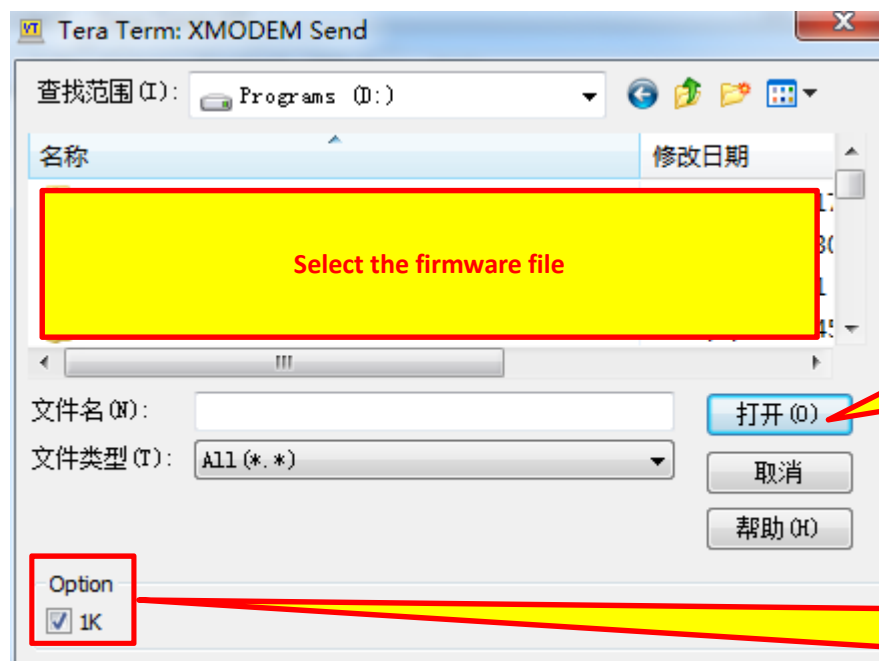 VT Tera Term: XMODEM Send
查找范围(I): Programs (D:)
名称 修改日期
Select the firmware file
文件名(N): 打开(O)
文件类型(T): All(*.*) 取消
帮助(H)
Option
1K